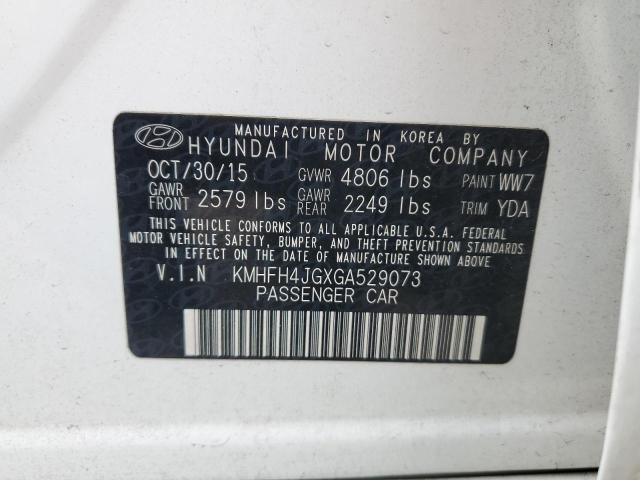 MANUFACTURED IN KOREA BY
HYUNDAI MOTOR COMPANY
OCT/30/15 GVWR 4806 lbs PAINT WW7
GAWR FRONT 2579 lbs GAWR REAR 2249 lbs TRIM YDA
THIS VEHICLE CONFORMS TO ALL APPLICABLE U.S.A. FEDERAL
MOTOR VEHICLE SAFETY, BUMPER, AND THEFT PREVENTION STANDARDS
IN EFFECT ON THE DATE OF MANUFACTURE SHOWN ABOVE.
V.I.N KMHFH4JGXGA529073
PASSENGER CAR